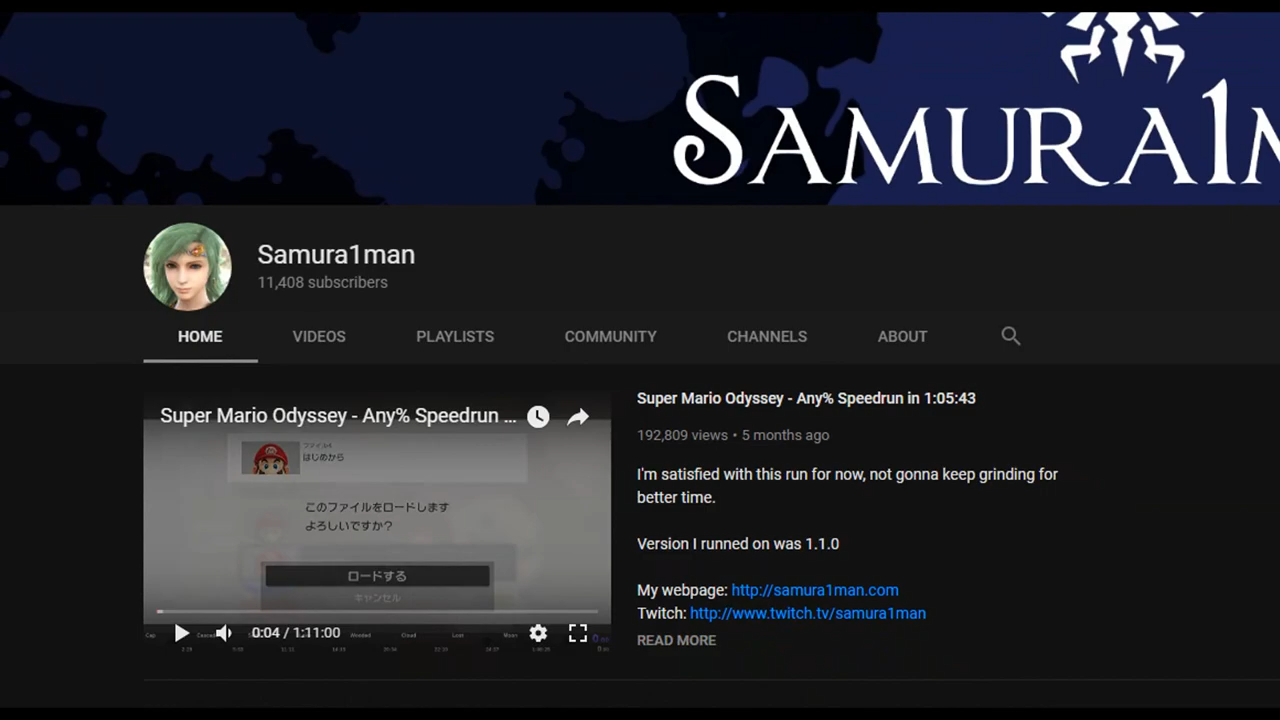 SAMURA1M
Samura1man
11,408 subscribers
HOME VIDEOS PLAYLISTS COMMUNITY CHANNELS ABOUT
Super Mario Odyssey - Any% Speedrun ...
はじめから
このファイルをロードします
よろしいですか?
ロードする
キャンセル
0:04 / 1:11:00
Super Mario Odyssey - Any% Speedrun in 1:05:43
192,809 views • 5 months ago
I'm satisfied with this run for now, not gonna keep grinding for
better time.
Version I runned on was 1.1.0
My webpage: http://samura1man.com
Twitch: http://www.twitch.tv/samura1man
READ MORE